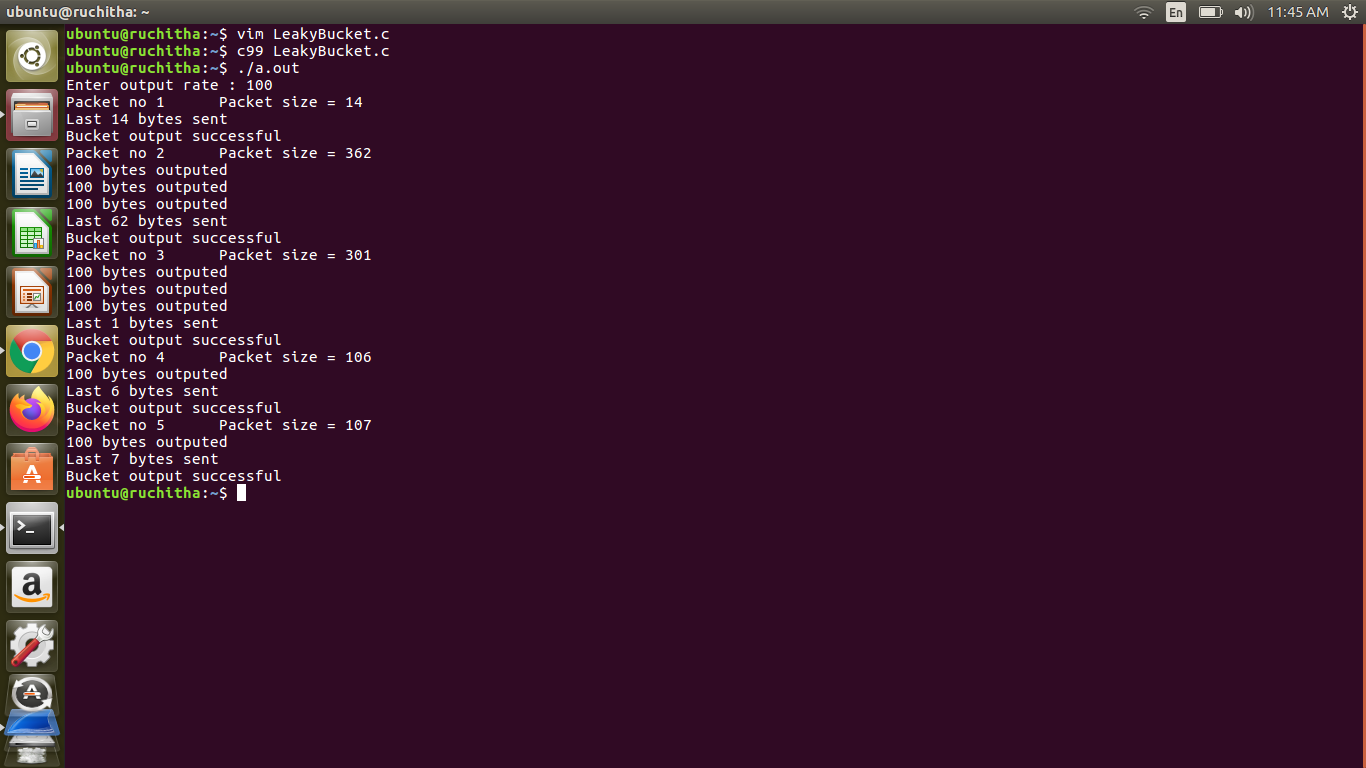 ubuntu@ruchitha: ~
En
11:45 AM
ubuntu@ruchitha:~$ vim LeakyBucket.c
ubuntu@ruchitha:~$ c99 LeakyBucket.c
ubuntu@ruchitha:~$ ./a.out
Enter output rate : 100
Packet no 1      Packet size = 14
Last 14 bytes sent
Bucket output successful
Packet no 2      Packet size = 362
100 bytes outputed
100 bytes outputed
100 bytes outputed
Last 62 bytes sent
Bucket output successful
Packet no 3      Packet size = 301
100 bytes outputed
100 bytes outputed
100 bytes outputed
Last 1 bytes sent
Bucket output successful
Packet no 4      Packet size = 106
100 bytes outputed
Last 6 bytes sent
Bucket output successful
Packet no 5      Packet size = 107
100 bytes outputed
Last 7 bytes sent
Bucket output successful
ubuntu@ruchitha:~$